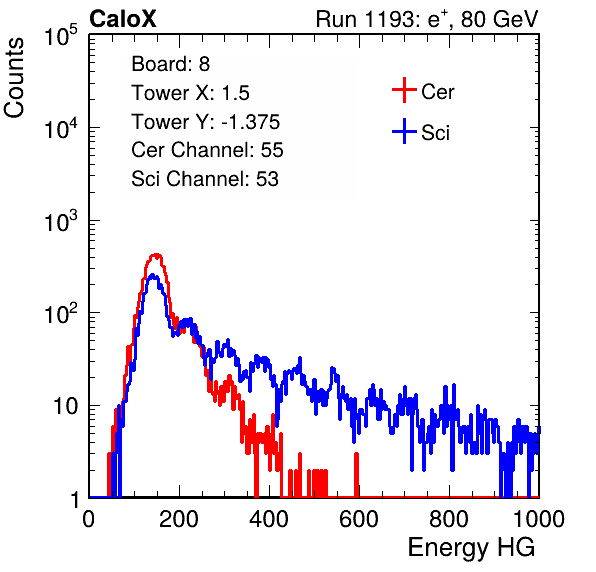 CaloX Run 1193: e⁺, 80 GeV
Counts
10⁵
10⁴
10³
10²
10
1
Board: 8
Tower X: 1.5
Tower Y: -1.375
Cer Channel: 55
Sci Channel: 53
Cer
Sci
0 200 400 600 800 1000
Energy HG